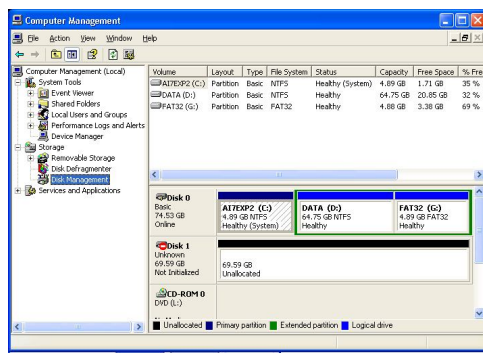 Computer Management
File Action View Window Help
Computer Management (Local)
System Tools
Event Viewer
Shared Folders
Local Users and Groups
Performance Logs and Alerts
Device Manager
Storage
Removable Storage
Disk Defragmenter
Disk Management
Services and Applications
Volume Layout Type File System Status Capacity Free Space % Fre
AI7EXP2 (C:) Partition Basic NTFS Healthy (System) 4.89 GB 1.71 GB 35 %
DATA (D:) Partition Basic NTFS Healthy 64.75 GB 20.85 GB 32 %
FAT32 (G:) Partition Basic FAT32 Healthy 4.88 GB 3.38 GB 69 %
Disk 0
Basic
74.53 GB
Online
AI7EXP2 (C:)
4.89 GB NTFS
Healthy (System)
DATA (D:)
64.75 GB NTFS
Healthy
FAT32 (G:)
4.89 GB FAT32
Healthy
Disk 1
Unknown
69.59 GB
Not Initialized
69.59 GB
Unallocated
CD-ROM 0
DVD (L:)
Unallocated Primary partition Extended partition Logical drive